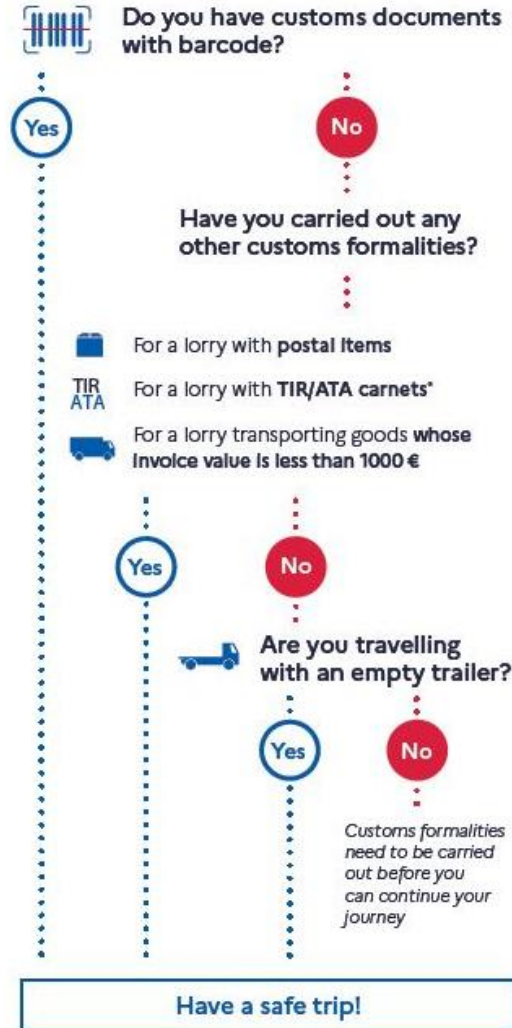 Do you have customs documents
with barcode?
Yes
No
Have you carried out any
other customs formalities?
For a lorry with postal items
TIR
ATA
For a lorry with TIR/ATA carnets*
For a lorry transporting goods whose
invoice value is less than 1000 €
Yes
No
Are you travelling
with an empty trailer?
Yes
No
Customs formalities
need to be carried
out before you
can continue your
journey
Have a safe trip!